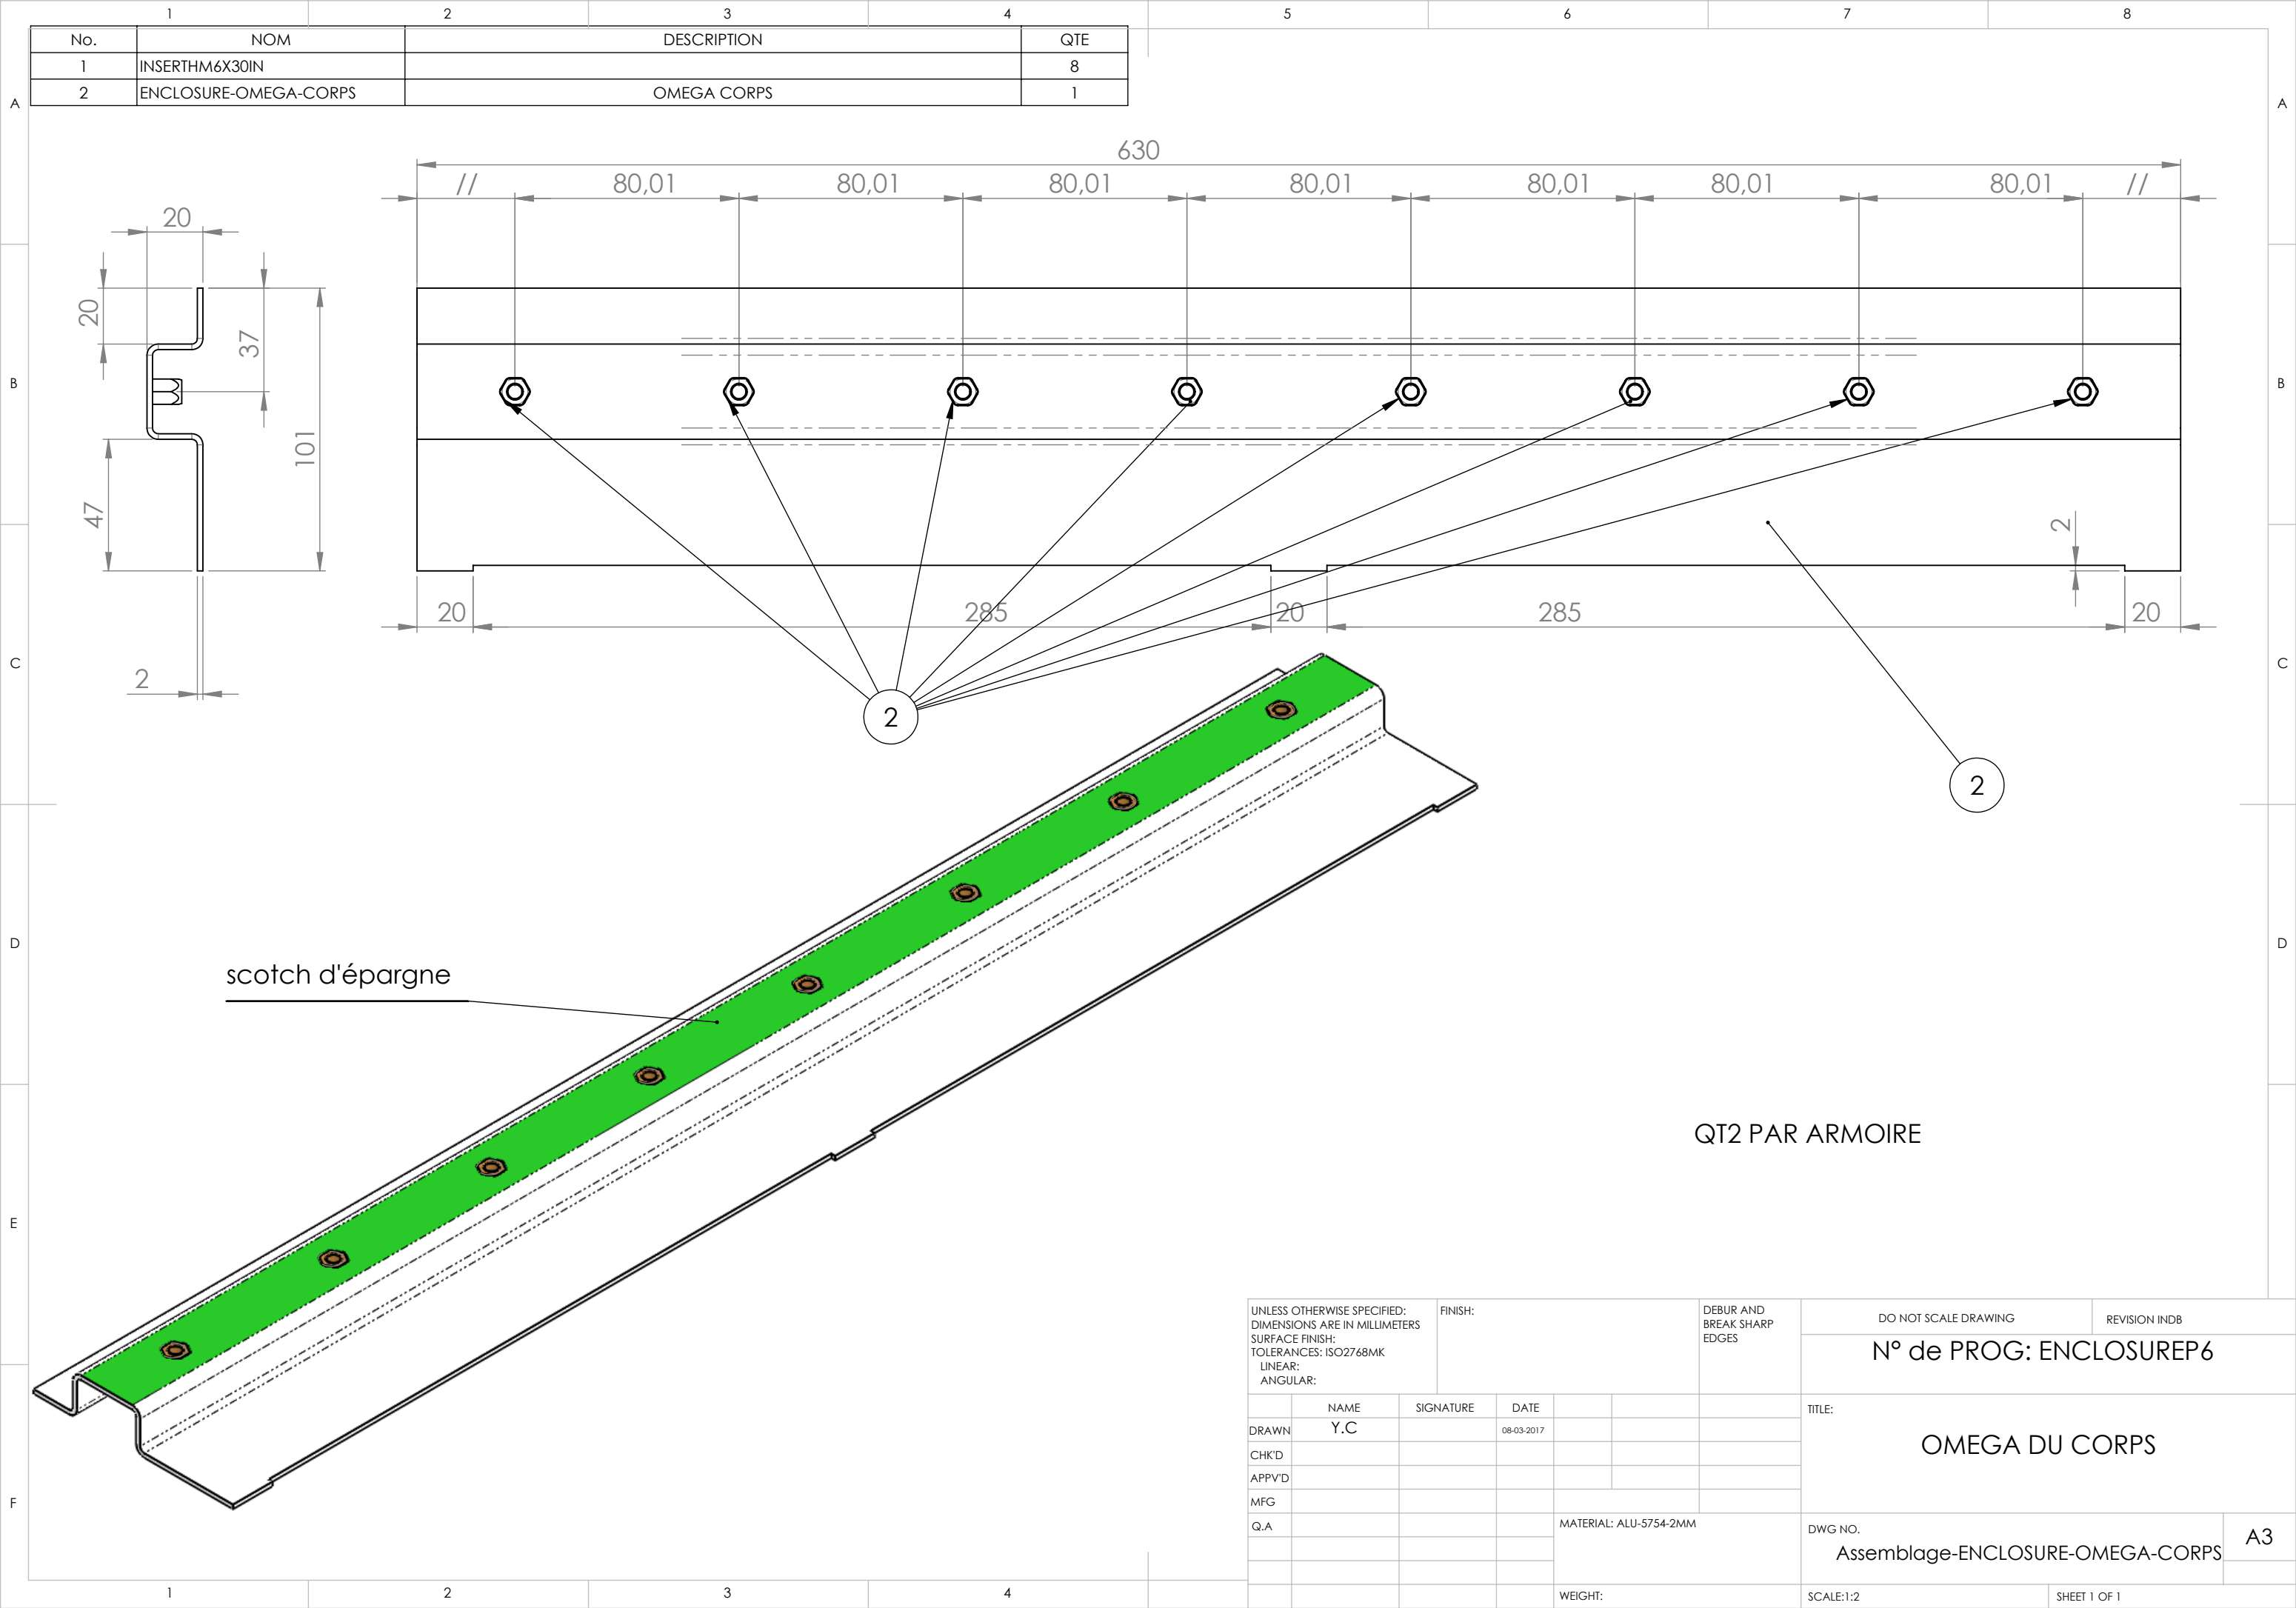 1 2 3 4 5 6 7 8
No. NOM DESCRIPTION QTE
1 INSERTHM6X30IN 8
2 ENCLOSURE-OMEGA-CORPS OMEGA CORPS 1
A A
630
// 80,01 80,01 80,01 80,01 80,01 80,01 80,01 //
20
20
37
B B
101
47
2
20 285 20 285 20
C C
2
2
2
D D
scotch d'épargne
QT2 PAR ARMOIRE
E
F
UNLESS OTHERWISE SPECIFIED:
DIMENSIONS ARE IN MILLIMETERS
SURFACE FINISH:
TOLERANCES: ISO2768MK
LINEAR:
ANGULAR:
FINISH:
DEBUR AND
BREAK SHARP
EDGES
DO NOT SCALE DRAWING
REVISION INDB
N° de PROG: ENCLOSUREP6
NAME SIGNATURE DATE
DRAWN Y.C 08-03-2017
CHK'D
APPV'D
MFG
Q.A
TITLE:
OMEGA DU CORPS
MATERIAL: ALU-5754-2MM
DWG NO.
Assemblage-ENCLOSURE-OMEGA-CORPS
A3
WEIGHT:
SCALE:1:2
SHEET 1 OF 1
1 2 3 4